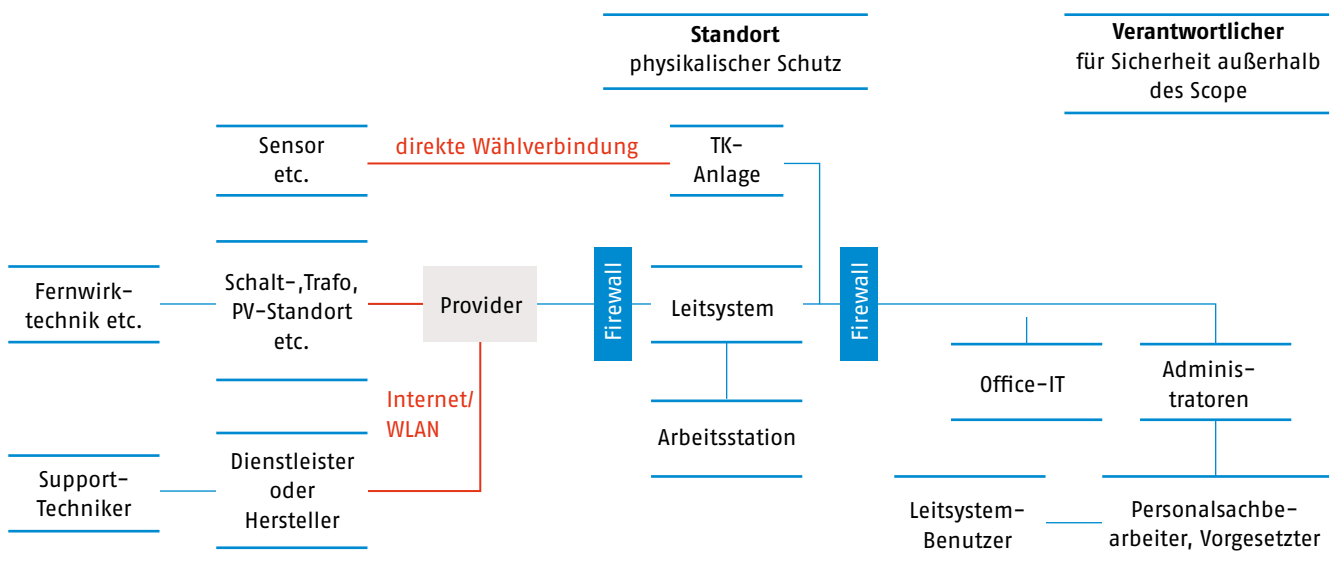 Standort
physikalischer Schutz
Verantwortlicher
für Sicherheit außerhalb
des Scope
Sensor
etc.
direkte Wählverbindung
TK-
Anlage
Fernwirk-
technik etc.
Schalt-,Trafo,
PV-Standort
etc.
Provider
Firewall
Leitsystem
Firewall
Internet/
WLAN
Arbeitsstation
Office-IT
Adminis-
tratoren
Support-
Techniker
Dienstleister
oder
Hersteller
Leitsystem-
Benutzer
Personalsachbe-
arbeiter, Vorgesetzter